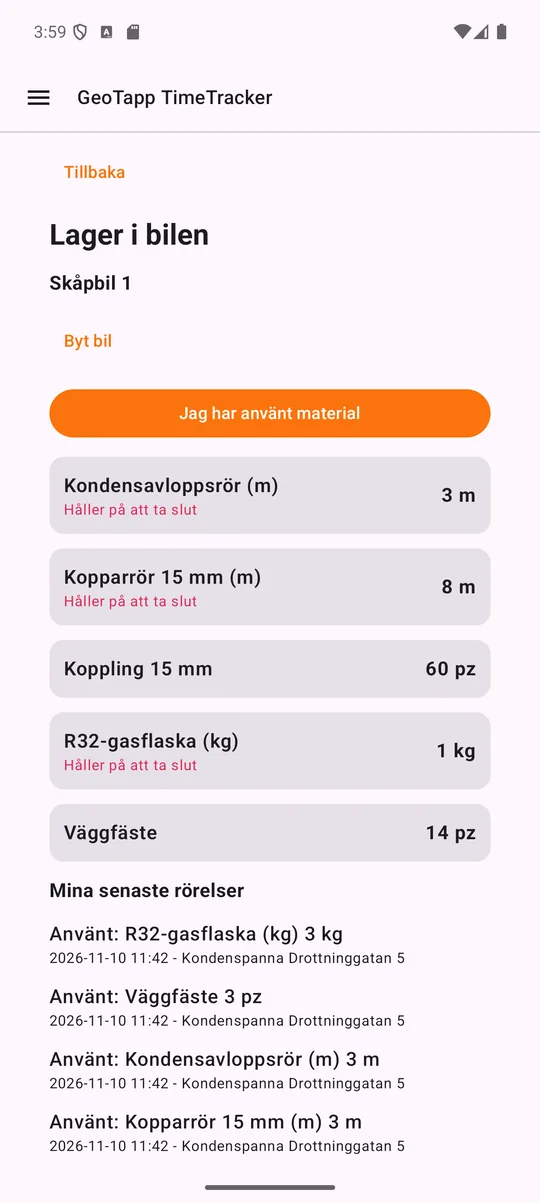 3:59
GeoTapp TimeTracker
Tillbaka
Lager i bilen
Skåpbil 1
Byt bil
Jag har använt material
Kondensavloppsrör (m)
Håller på att ta slut
3 m
Kopparrör 15 mm (m)
Håller på att ta slut
8 m
Koppling 15 mm
60 pz
R32-gasflaska (kg)
Håller på att ta slut
1 kg
Väggfäste
14 pz
Mina senaste rörelser
Använt: R32-gasflaska (kg) 3 kg
2026-11-10 11:42 - Kondenspanna Drottninggatan 5
Använt: Väggfäste 3 pz
2026-11-10 11:42 - Kondenspanna Drottninggatan 5
Använt: Kondensavloppsrör (m) 3 m
2026-11-10 11:42 - Kondenspanna Drottninggatan 5
Använt: Kopparrör 15 mm (m) 3 m
2026-11-10 11:42 - Kondenspanna Drottninggatan 5